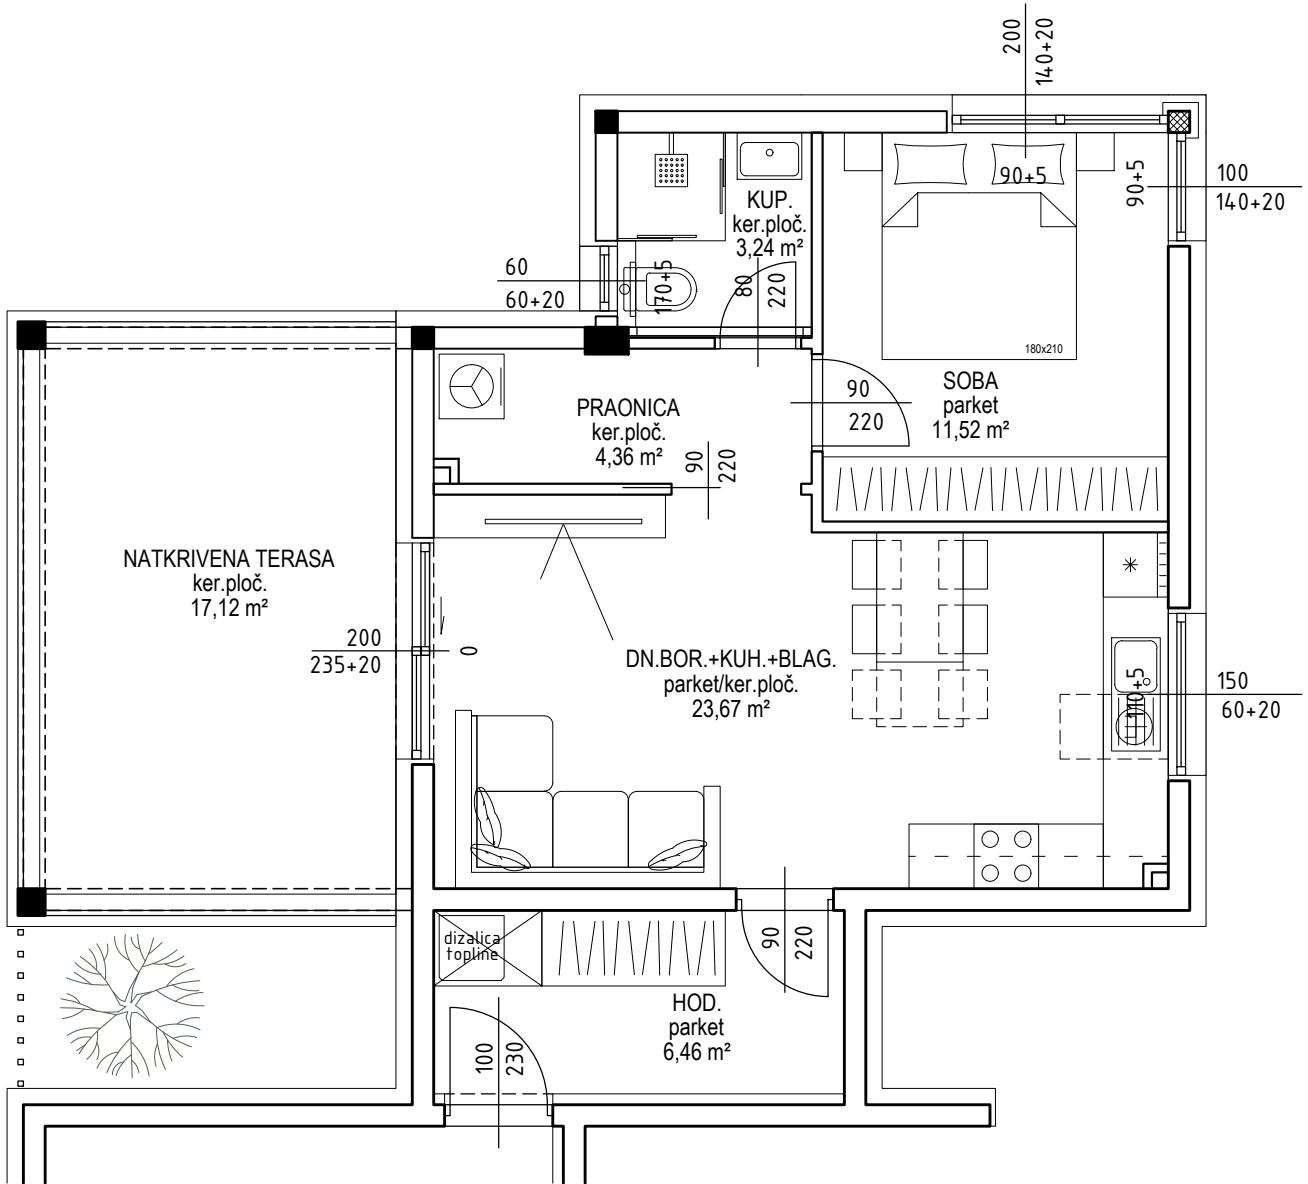 200
140+20
KUP.
ker.ploč.
3,24 m²
90+5
90+5
100
140+20
60
60+20
170+5
80
220
180x210
SOBA
parket
11,52 m²
90
220
PRAONICA
ker.ploč.
4,36 m²
90
220
NATKRIVENA TERASA
ker.ploč.
17,12 m²
200
235+20
0
DN.BOR.+KUH.+BLAG.
parket/ker.ploč.
23,67 m²
110+5
150
60+20
dizalica
topline
90
220
HOD.
parket
6,46 m²
100
230